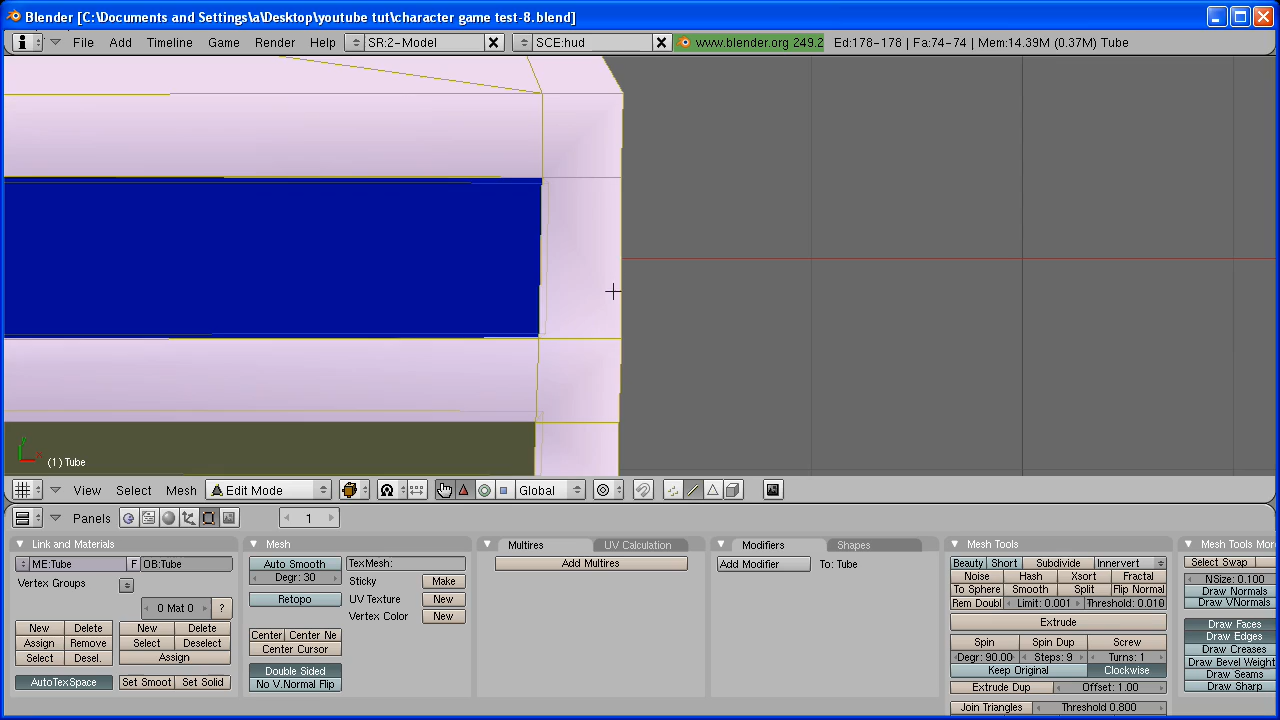 Blender [C:\Documents and Settings\a\Desktop\youtube tut\character game test-8.blend]
File Add Timeline Game Render Help SR:2-Model SCE:hud www.blender.org 249.2 Ed:178-178 | Fa:74-74 | Mem:14.39M (0.37M) Tube
(1) Tube
View Select Mesh Edit Mode Global
Panels 1
Link and Materials Mesh Multires UV Calculation Modifiers Shapes Mesh Tools Mesh Tools Mor
ME:Tube F OB:Tube Auto Smooth TexMesh: Add Multires Add Modifier To: Tube Beauty Short Subdivide Innervert Select Swap
Vertex Groups Degr: 30 Sticky Make Noise Hash Xsort Fractal NSize: 0.100
To Sphere Smooth Split Flip Normal Draw Normals
0 Mat 0 ? Retopo UV Texture New Rem Doubl Limit: 0.001 Threshold: 0.010 Draw VNormals
Vertex Color New Extrude Draw Faces
New Delete New Delete Center Center Ne Draw Edges
Assign Remove Select Deselect Center Cursor Spin Spin Dup Screw Draw Creases
Select Desel. Assign Degr: 90.00 Steps: 9 Turns: 1 Draw Bevel Weight
Double Sided Keep Original Clockwise Draw Seams
AutoTexSpace Set Smoot Set Solid No V.Normal Flip Extrude Dup Offset: 1.00 Draw Sharp
Join Triangles Threshold 0.800